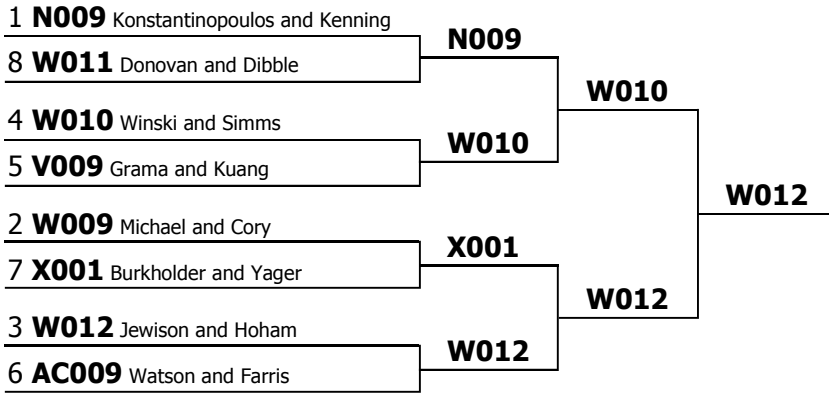 1 N009 Konstantinopoulos and Kenning
8 W011 Donovan and Dibble
4 W010 Winski and Simms
5 V009 Grama and Kuang
2 W009 Michael and Cory
7 X001 Burkholder and Yager
3 W012 Jewison and Hoham
6 AC009 Watson and Farris
N009
W010
X001
W012
W010
W012
W012